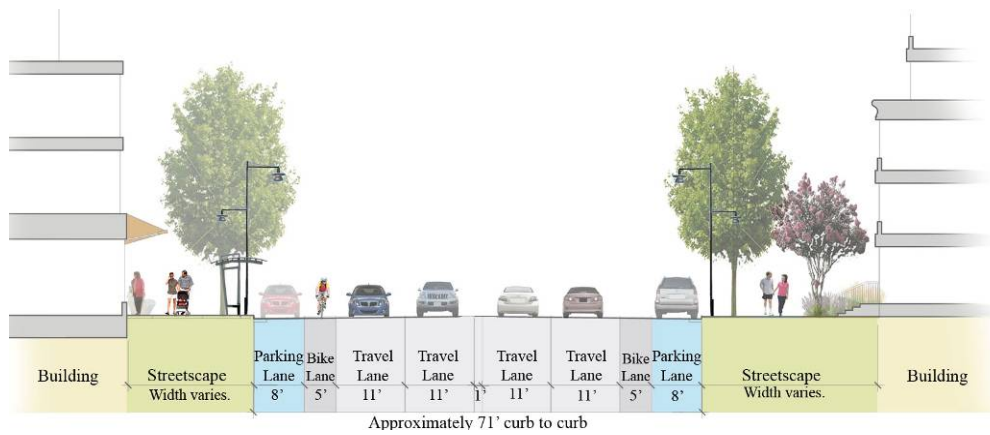 Building
Streetscape
Width varies.
Parking
Lane
8'
Bike
Lane
5'
Travel
Lane
11'
Travel
Lane
11'
1'
Travel
Lane
11'
Travel
Lane
11'
Bike
Lane
5'
Parking
Lane
8'
Streetscape
Width varies.
Building
Approximately 71' curb to curb